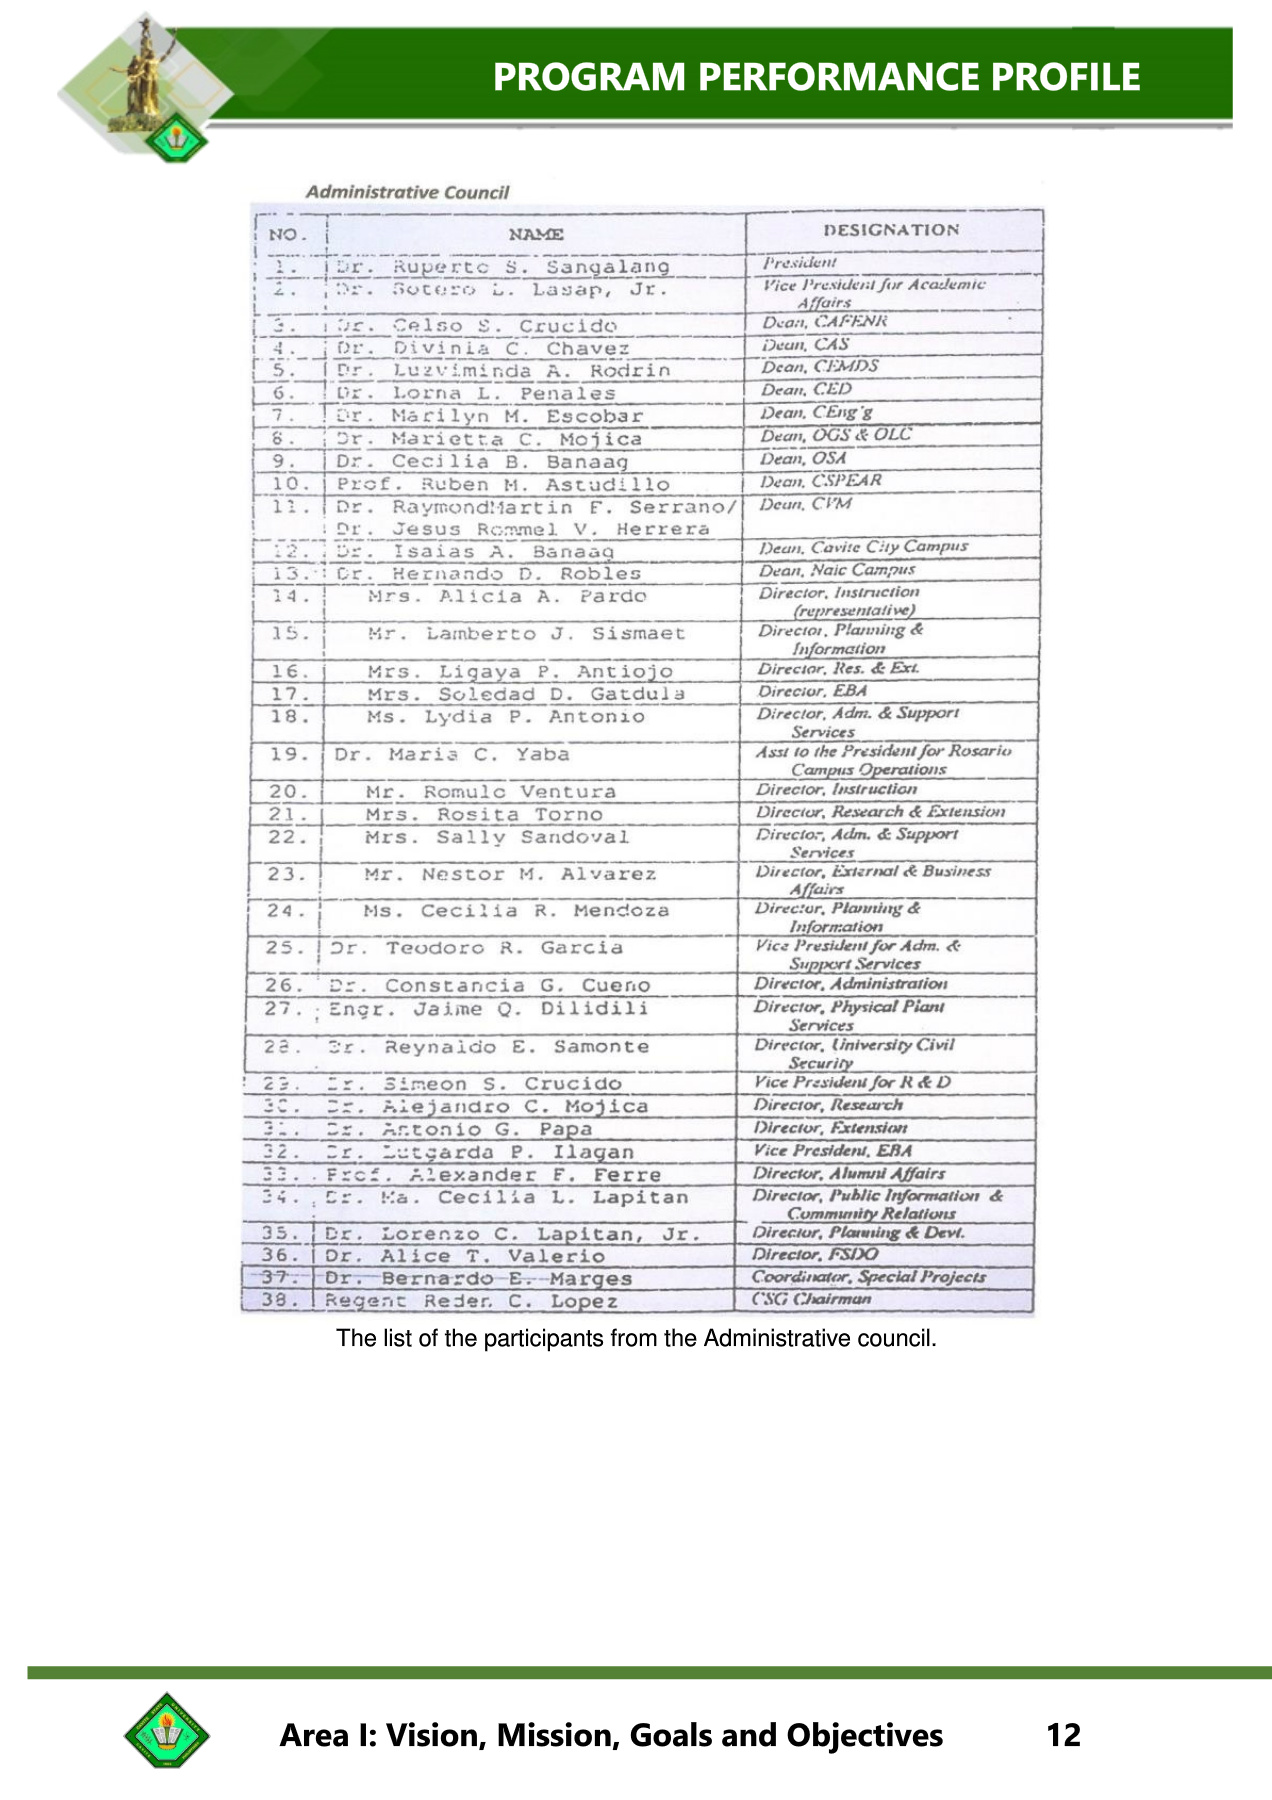 PROGRAM PERFORMANCE PROFILE
Administrative Council
NO. NAME DESIGNATION
1. Dr. Ruperto S. Sangalang President
2. Dr. Sotero L. Lasap, Jr. Vice President for Academic
Affairs
3. Dr. Celso S. Crucido Dean, CAFENR
4. Dr. Divinia C. Chavez Dean, CAS
5. Dr. Luzviminda A. Rodrin Dean, CEMDS
6. Dr. Lorna L. Penales Dean, CED
7. Dr. Marilyn M. Escobar Dean, CEng'g
8. Dr. Marietta C. Mojica Dean, OGS & OLC
9. Dr. Cecilia B. Banaag Dean, OSA
10. Prof. Ruben M. Astudillo Dean, CSPEAR
11. Dr. RaymondMartin F. Serrano/ Dean, CVM
Dr. Jesus Rommel V. Herrera
12. Dr. Isaias A. Banaag Dean, Cavite City Campus
13. Dr. Hernando D. Robles Dean, Naic Campus
14. Mrs. Alicia A. Pardo Director, Instruction
(representative)
15. Mr. Lamberto J. Sismaet Director, Planning &
Information
16. Mrs. Ligaya P. Antiojo Director, Res. & Ext.
17. Mrs. Soledad D. Gatdula Director, EBA
18. Ms. Lydia P. Antonio Director, Adm. & Support
Services
19. Dr. Maria C. Yaba Asst to the President for Rosario
Campus Operations
20. Mr. Romulo Ventura Director, Instruction
21. Mrs. Rosita Torno Director, Research & Extension
22. Mrs. Sally Sandoval Director, Adm. & Support
Services
23. Mr. Nestor M. Alvarez Director, External & Business
Affairs
24. Ms. Cecilia R. Mendoza Director, Planning &
Information
25. Dr. Teodoro R. Garcia Vice President for Adm. &
Support Services
26. Dr. Constancia G. Cueno Director, Administration
27. Engr. Jaime Q. Dilidili Director, Physical Plant
Services
28. Dr. Reynaldo E. Samonte Director, University Civil
Security
29. Dr. Simeon S. Crucido Vice President for R & D
30. Dr. Alejandro C. Mojica Director, Research
31. Dr. Antonio G. Papa Director, Extension
32. Dr. Lutgarda P. Ilagan Vice President, EBA
33. Prof. Alexander F. Ferre Director, Alumni Affairs
34. Dr. Ma. Cecilia L. Lapitan Director, Public Information &
Community Relations
35. Dr. Lorenzo C. Lapitan, Jr. Director, Planning & Devt.
36. Dr. Alice T. Valerio Director, FSDO
37. Dr. Bernardo E. Marges Coordinator, Special Projects
38. Regent Reder C. Lopez CSG Chairman
The list of the participants from the Administrative council.
Area I: Vision, Mission, Goals and Objectives 12